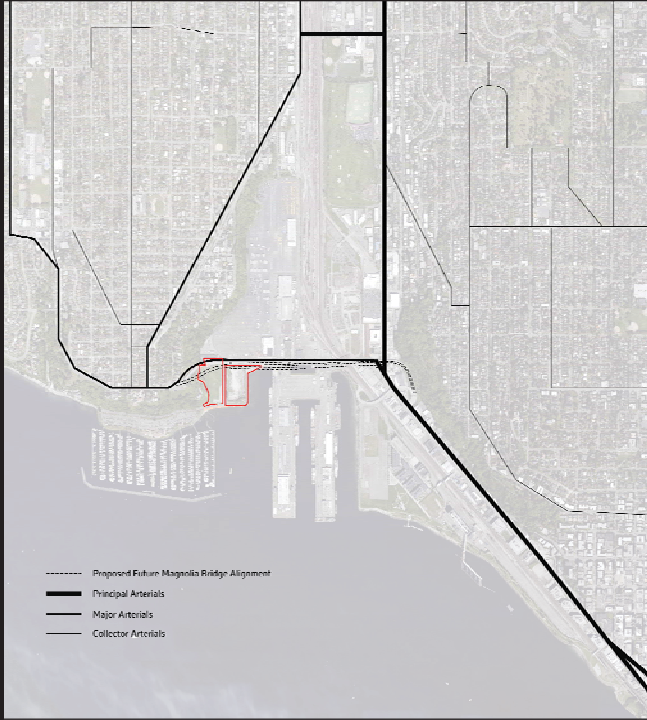 Proposed Future Magnolia Bridge Alignment
Principal Arterials
Major Arterials
Collector Arterials